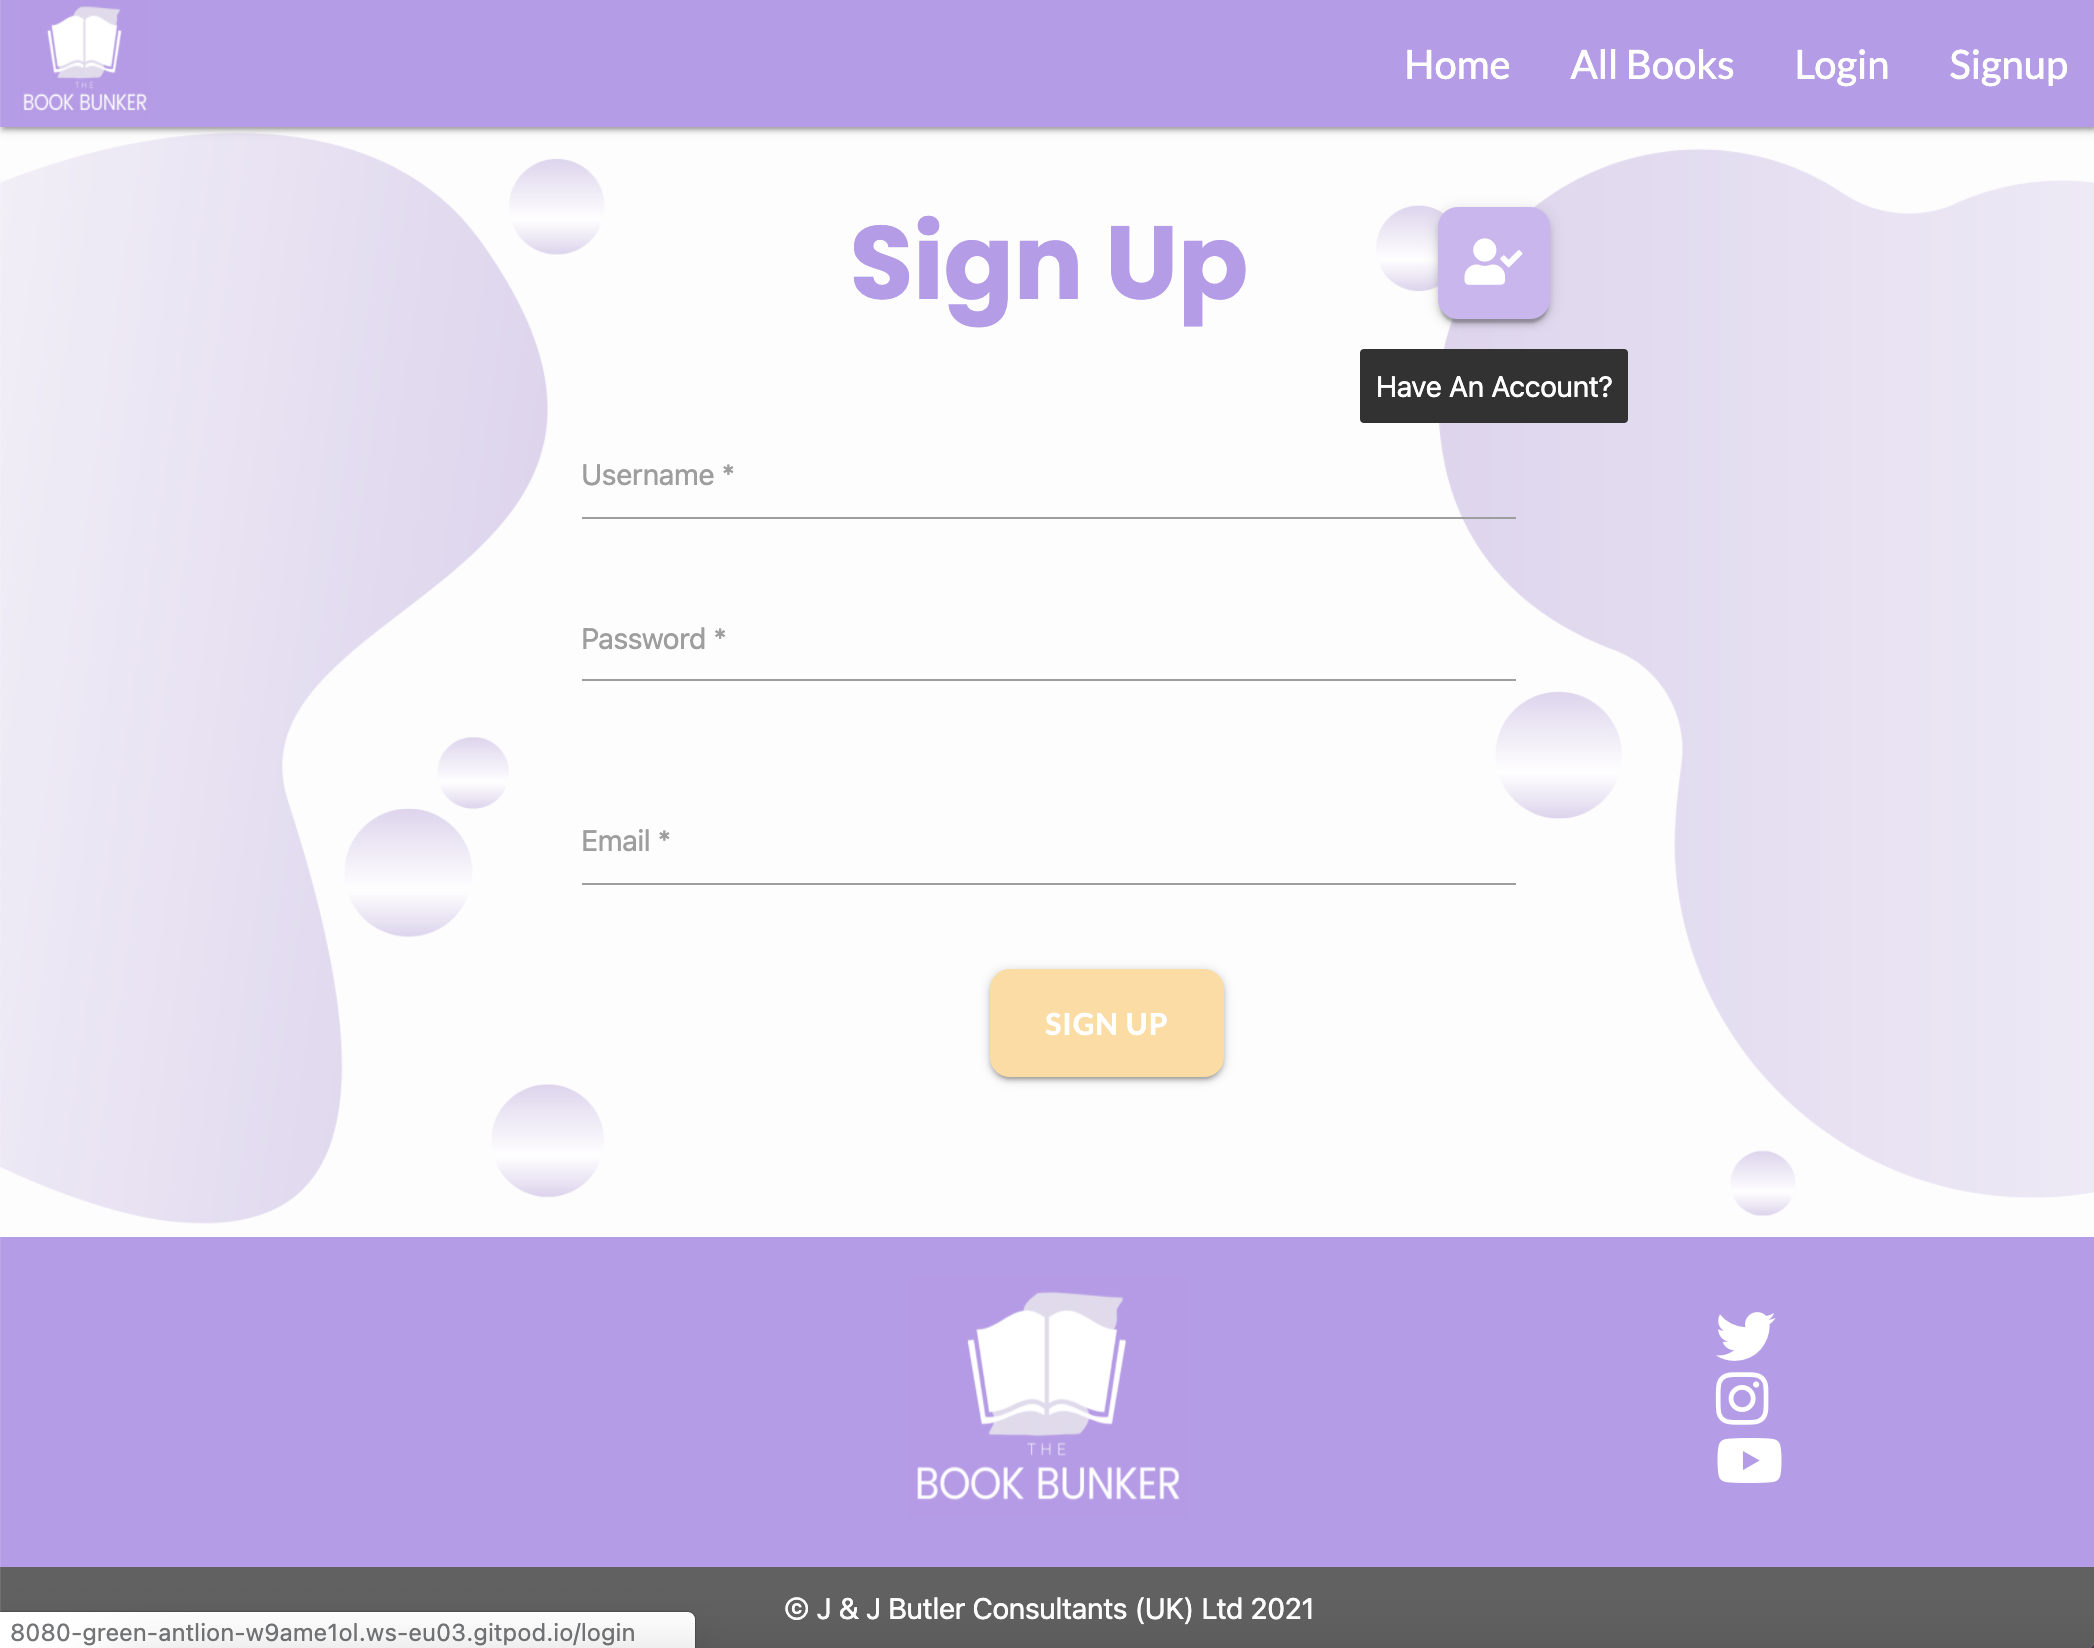 THE
BOOK BUNKER
Home
All Books
Login
Signup
Sign Up
Have An Account?
Username *
Password *
Email *
SIGN UP
THE
BOOK BUNKER
© J & J Butler Consultants (UK) Ltd 2021
8080-green-antlion-w9ame1ol.ws-eu03.gitpod.io/login